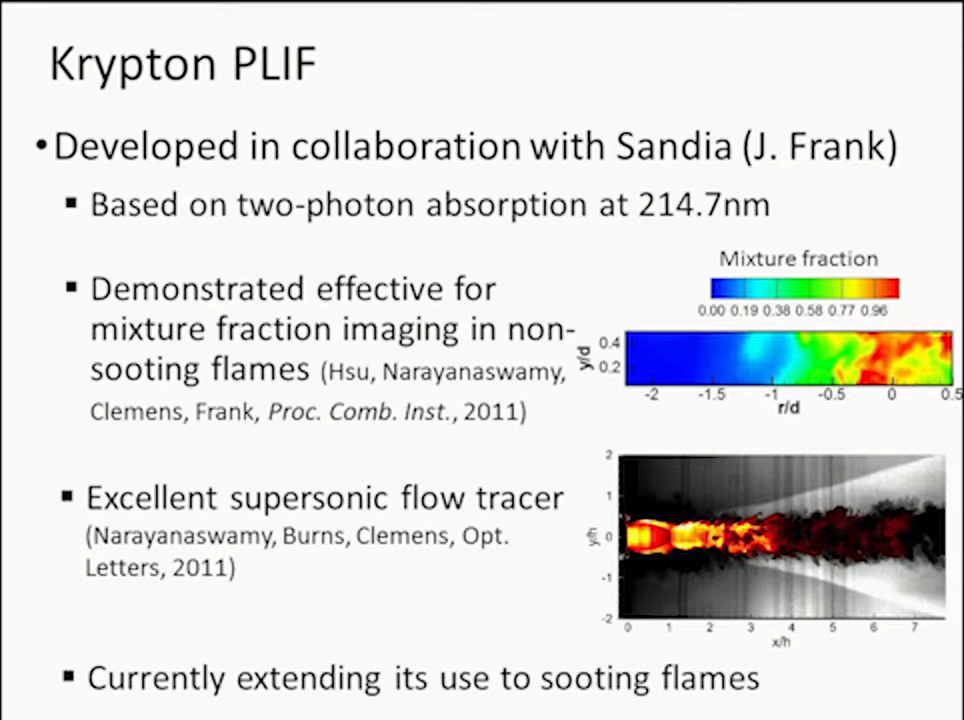 Krypton PLIF
•Developed in collaboration with Sandia (J. Frank)
▪ Based on two-photon absorption at 214.7nm
▪ Demonstrated effective for
mixture fraction imaging in non-
sooting flames (Hsu, Narayanaswamy,
Clemens, Frank, Proc. Comb. Inst., 2011)
Mixture fraction
0.00 0.19 0.38 0.58 0.77 0.96
y/d
0.4
0.2
-2 -1.5 -1 -0.5 0 0.5
r/d
▪ Excellent supersonic flow tracer
(Narayanaswamy, Burns, Clemens, Opt.
Letters, 2011)
2
1
0
-1
-2
y/h
0 1 2 3 4 5 6 7
x/h
▪ Currently extending its use to sooting flames